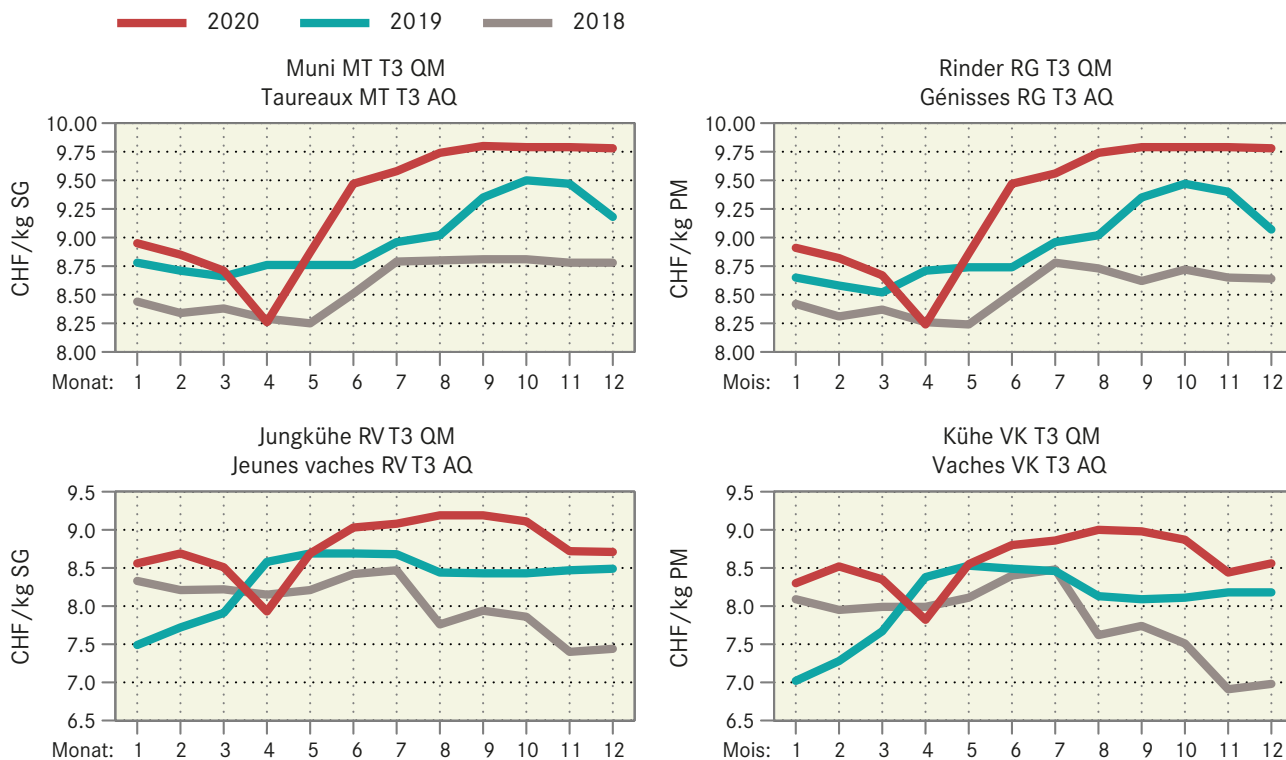 2020 2019 2018
Muni MT T3 QM
Taureaux MT T3 AQ
CHF/kg SG
10.00
9.75
9.50
9.25
9.00
8.75
8.50
8.25
8.00
Monat: 1 2 3 4 5 6 7 8 9 10 11 12
Rinder RG T3 QM
Génisses RG T3 AQ
CHF/kg PM
10.00
9.75
9.50
9.25
9.00
8.75
8.50
8.25
8.00
Mois: 1 2 3 4 5 6 7 8 9 10 11 12
Jungkühe RV T3 QM
Jeunes vaches RV T3 AQ
CHF/kg SG
9.5
9.0
8.5
8.0
7.5
7.0
6.5
Monat: 1 2 3 4 5 6 7 8 9 10 11 12
Kühe VK T3 QM
Vaches VK T3 AQ
CHF/kg PM
9.5
9.0
8.5
8.0
7.5
7.0
6.5
Mois: 1 2 3 4 5 6 7 8 9 10 11 12